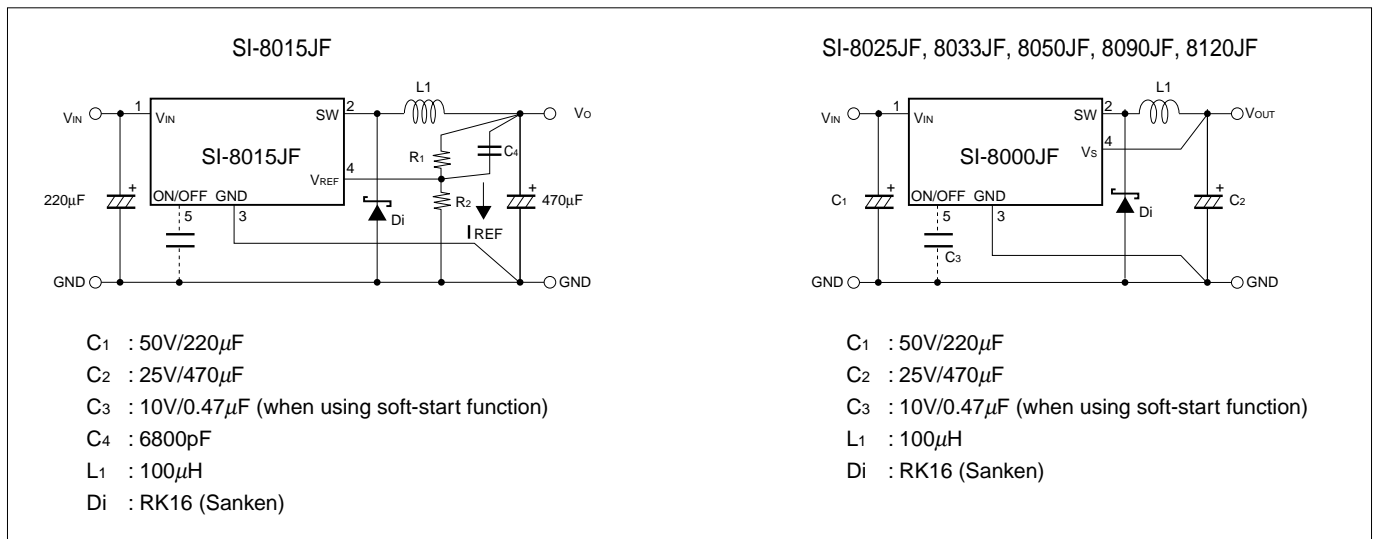 SI-8015JF
VIN
1
VIN
SW
2
L1
VO
SI-8015JF
R1
C4
VREF
4
220µF
+
ON/OFF
GND
5
3
Di
R2
IREF
+
470µF
GND
GND
C1 : 50V/220µF
C2 : 25V/470µF
C3 : 10V/0.47µF (when using soft-start function)
C4 : 6800pF
L1 : 100µH
Di : RK16 (Sanken)
SI-8025JF, 8033JF, 8050JF, 8090JF, 8120JF
VIN
1
VIN
SW
2
L1
VOUT
VS
4
SI-8000JF
C1
+
ON/OFF
GND
5
3
C3
Di
+
C2
GND
GND
C1 : 50V/220µF
C2 : 25V/470µF
C3 : 10V/0.47µF (when using soft-start function)
L1 : 100µH
Di : RK16 (Sanken)